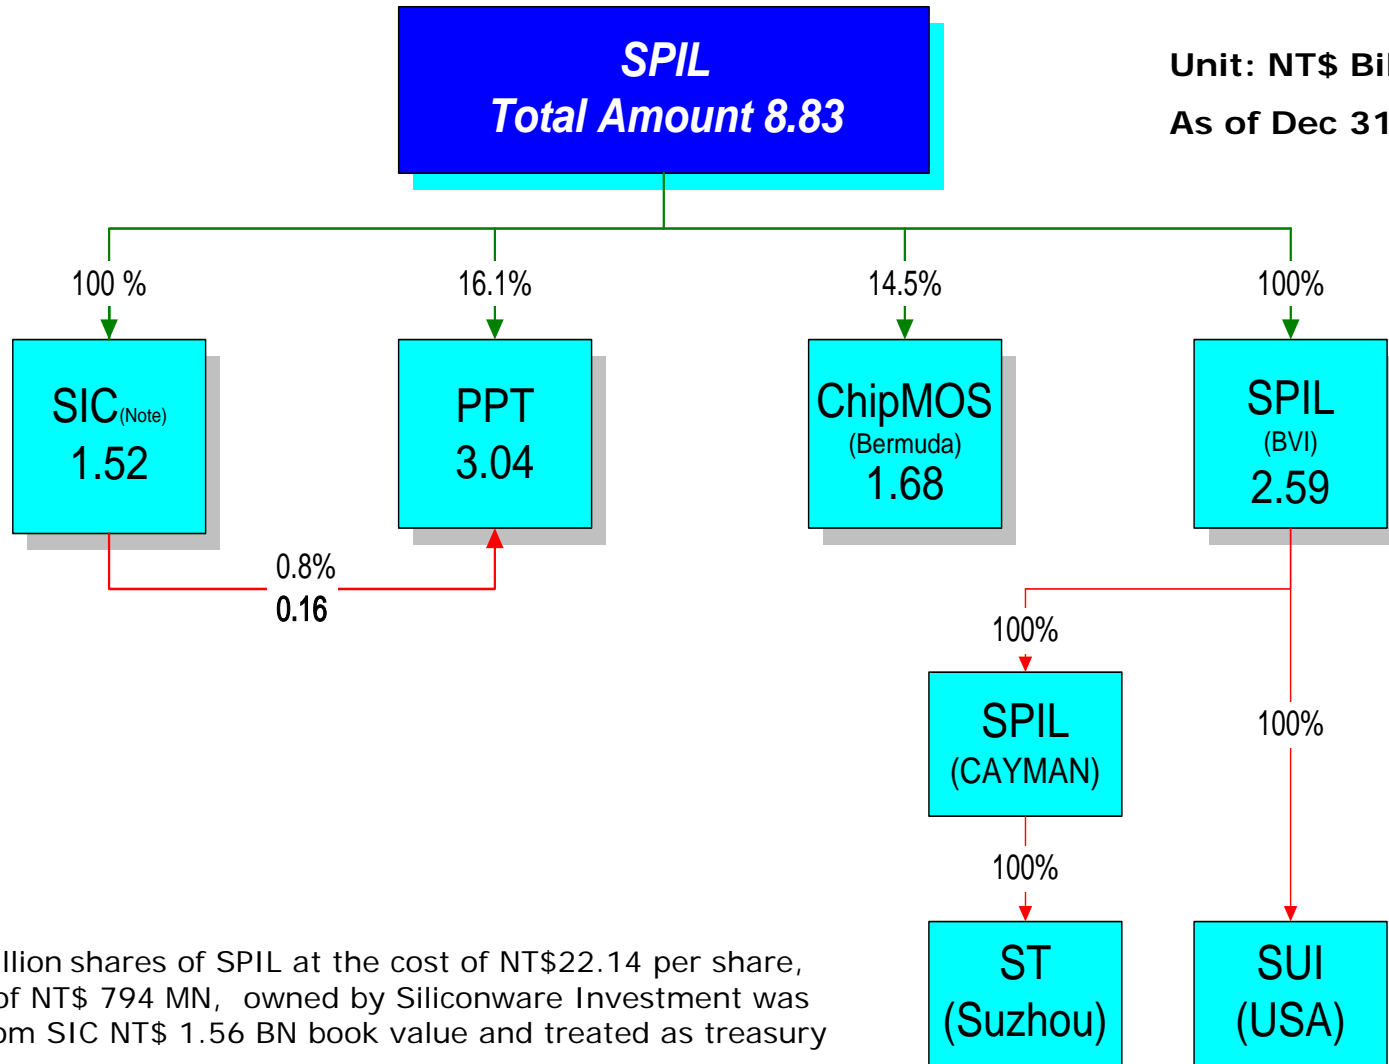 SPIL
Total Amount 8.83
Unit: NT$
As of Dec 31
100 %
16.1%
14.5%
100%
SIC(Note)
1.52
PPT
3.04
ChipMOS
(Bermuda)
1.68
SPIL
(BVI)
2.59
0.8%
0.16
100%
SPIL
(CAYMAN)
100%
100%
ST
(Suzhou)
SUI
(USA)
shares of SPIL at the cost of NT$22.14 per share,
of NT$ 794 MN, owned by Siliconware Investment was
SIC NT$ 1.56 BN book value and treated as treasury